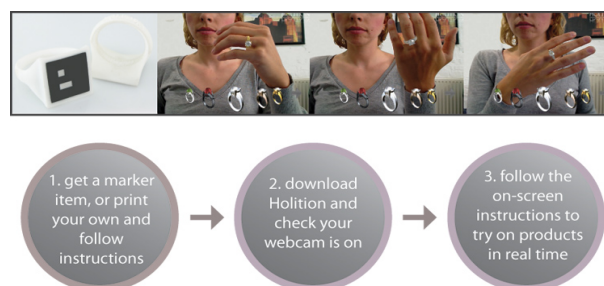 1. get a marker
item, or print
your own and
follow
instructions
2. download
Holition and
check your
webcam is on
3. follow the
on-screen
instructions to
try on products
in real time